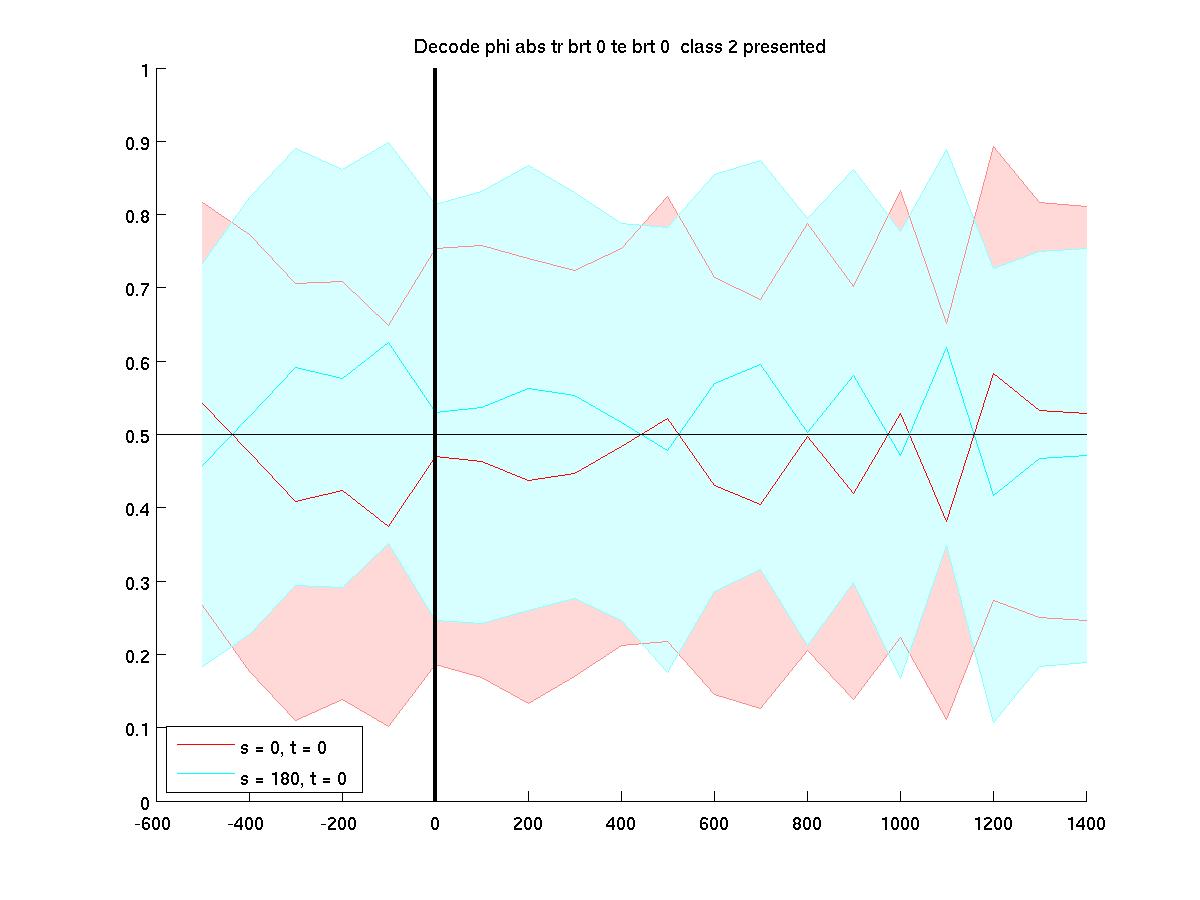 Decode phi abs tr brt 0 te brt 0  class 2 presented
1
0.9
0.8
0.7
0.6
0.5
0.4
0.3
0.2
0.1
0
s = 0, t = 0
s = 180, t = 0
-600 -400 -200 0 200 400 600 800 1000 1200 1400